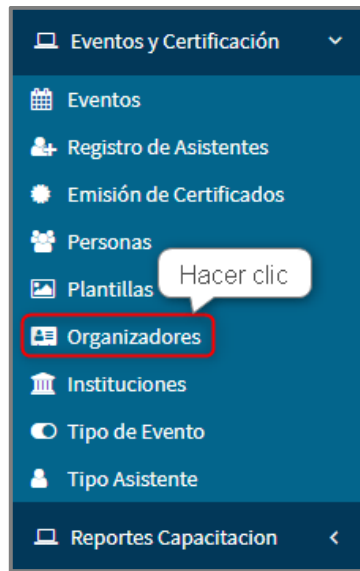 Eventos y Certificación
Eventos
Registro de Asistentes
Emisión de Certificados
Personas
Hacer clic
Plantillas
Organizadores
Instituciones
Tipo de Evento
Tipo Asistente
Reportes Capacitacion